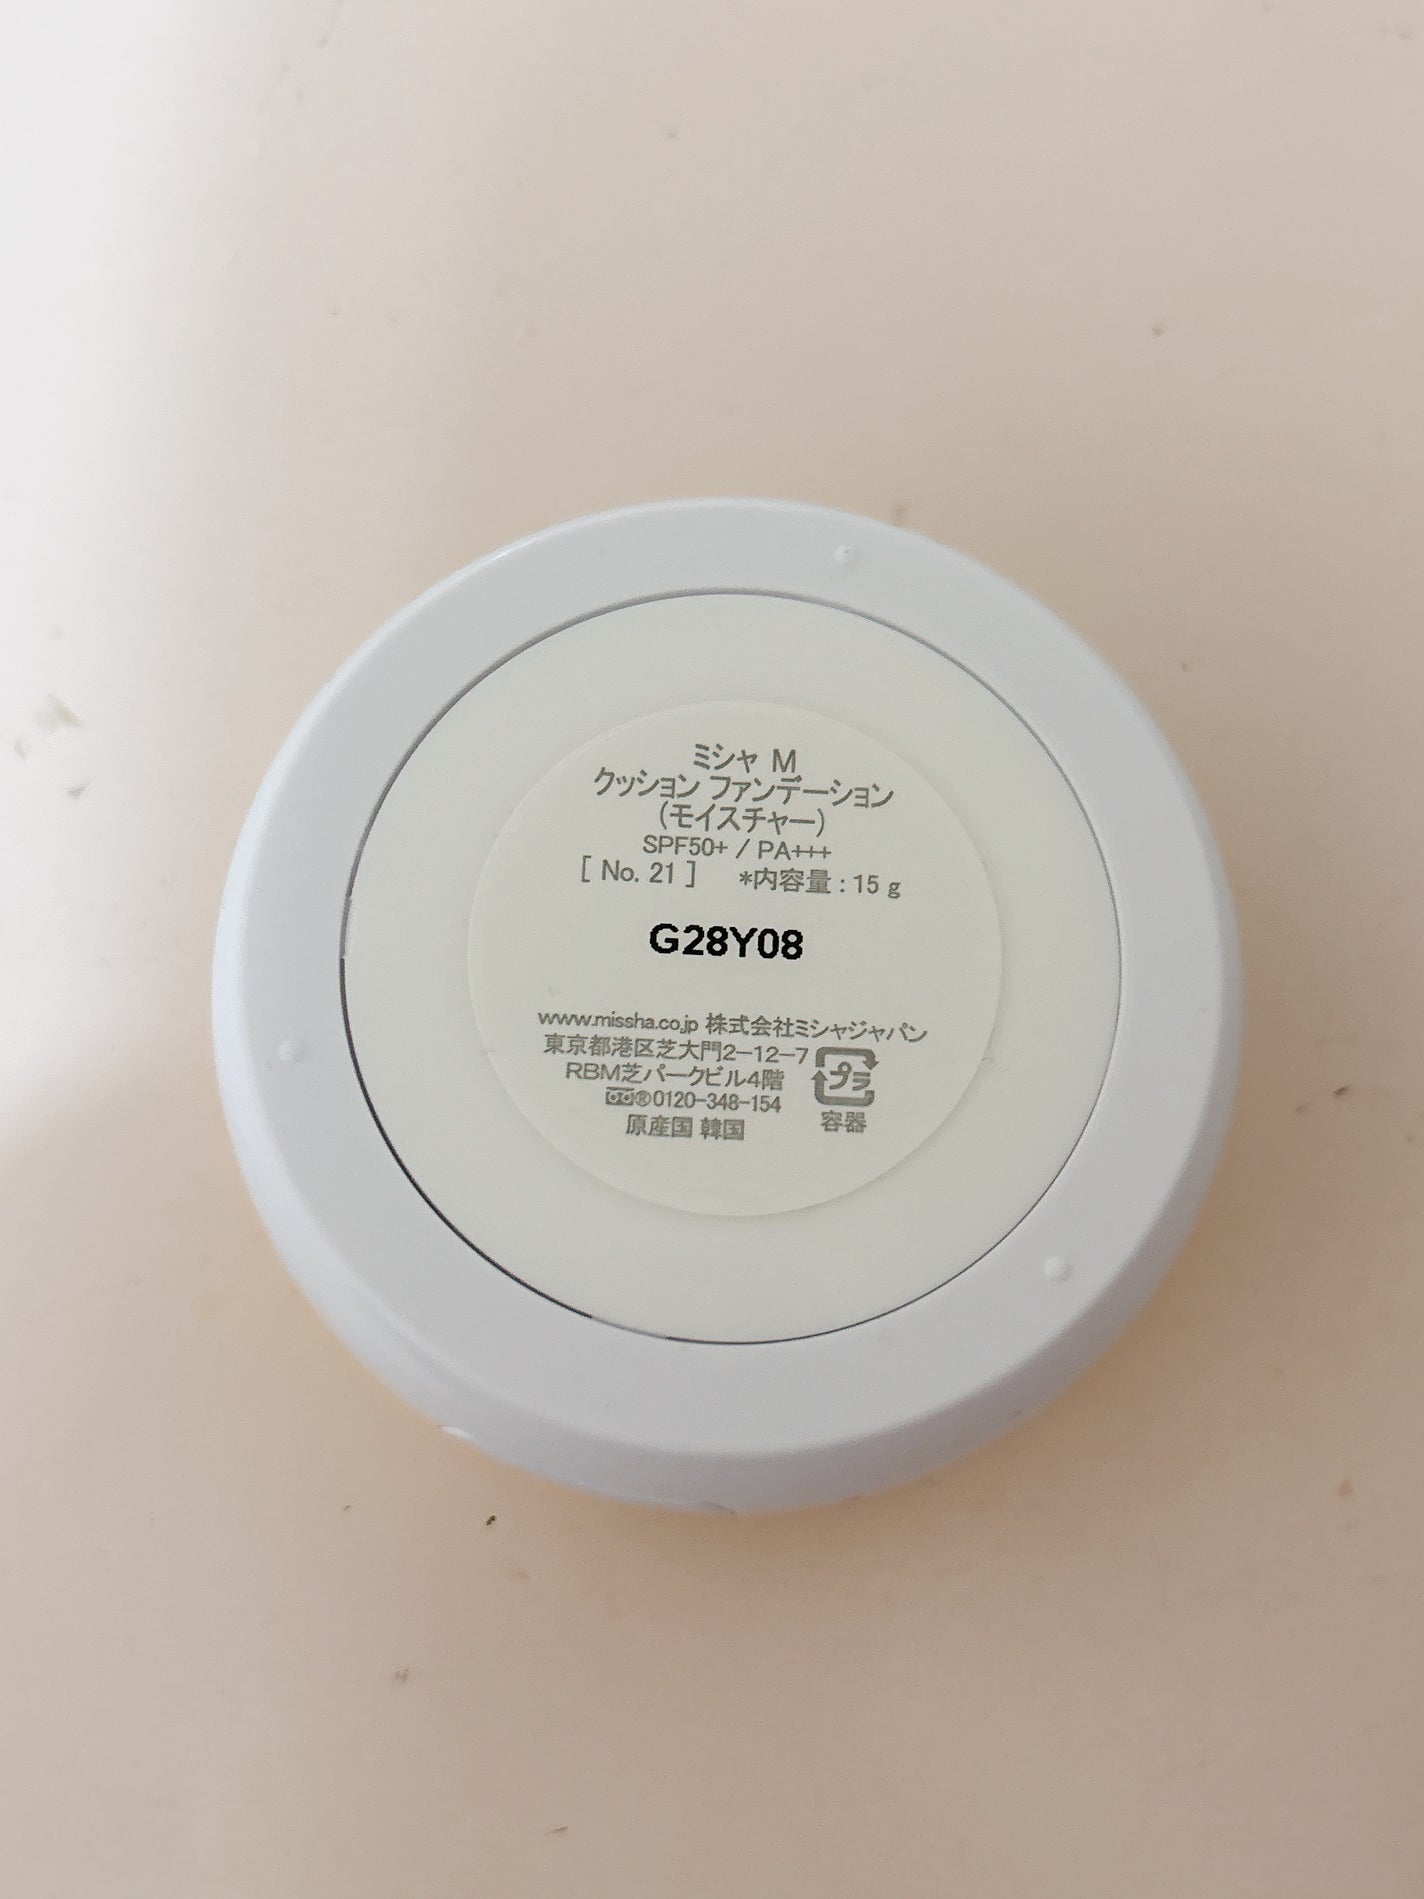 ミシャ M
クッション ファンデーション
(モイスチャー)
SPF50+ / PA+++
[ No. 21 ] *内容量 : 15 g
G28Y08
www.missha.co.jp 株式会社ミシャジャパン
東京都港区芝大門2-12-7
RBM芝パークビル4階
®0120-348-154
原産国 韓国
プラ
容器